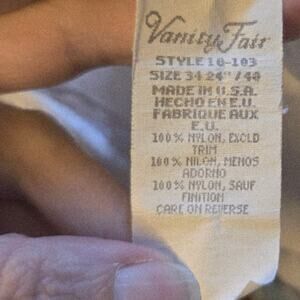 Vanity Fair
STYLE 10-103
SIZE 34 24" / 40
MADE IN U.S.A.
HECHO EN E.U.
FABRIQUE AUX
E.U.
100% NYLON, EXCLD
TRIM
100% NILON, MENOS
ADORNO
100% NYLON, SAUF
FINITION
CARE ON REVERSE